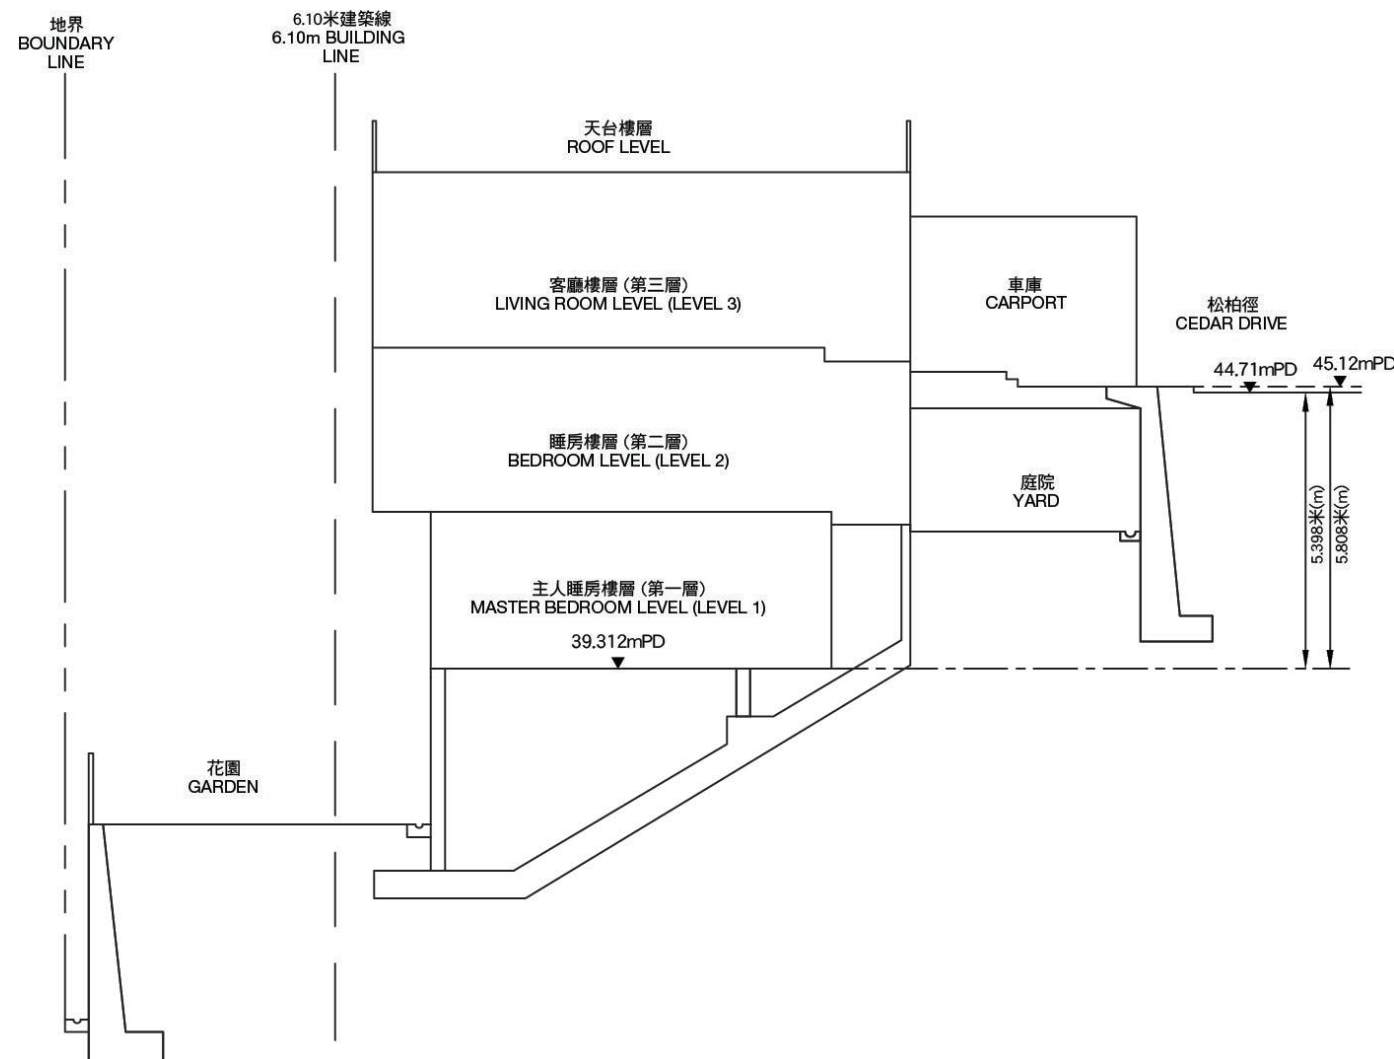 地界
BOUNDARY
LINE
6.10米建築線
6.10m BUILDING
LINE
天台樓層
ROOF LEVEL
客廳樓層 (第三層)
LIVING ROOM LEVEL (LEVEL 3)
車庫
CARPORT
松柏徑
CEDAR DRIVE
44.71mPD
45.12mPD
睡房樓層 (第二層)
BEDROOM LEVEL (LEVEL 2)
庭院
YARD
5.398米(m)
5.808米(m)
主人睡房樓層 (第一層)
MASTER BEDROOM LEVEL (LEVEL 1)
39.312mPD
花園
GARDEN